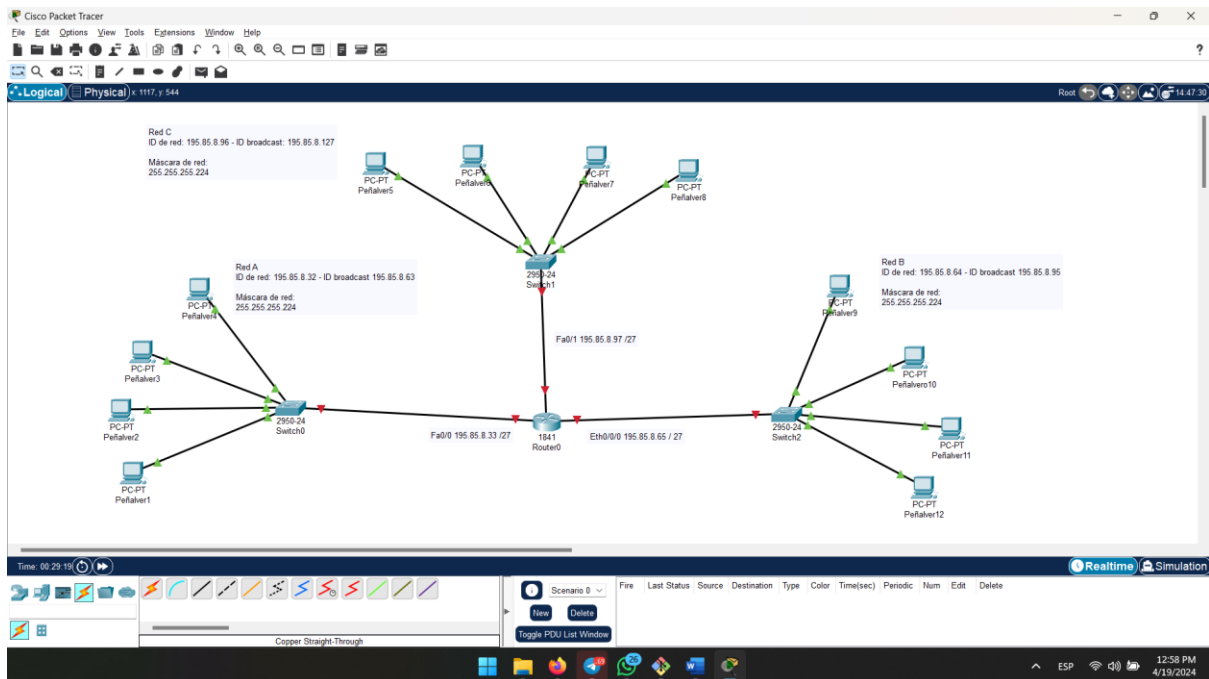 Cisco Packet Tracer
File Edit Options View Tools Extensions Window Help
?
Logical Physical x: 1117, y: 544
Root 14:47:30
Red C
ID de red: 195.85.8.96 - ID broadcast: 195.85.8.127
Máscara de red:
255.255.255.224
PC-PT
Peñalver5
PC-PT
Peñalver6
PC-PT
Peñalver7
PC-PT
Peñalver8
2950-24
Switch1
Red A
ID de red: 195.85.8.32 - ID broadcast 195.85.8.63
Máscara de red:
255.255.255.224
Red B
ID de red: 195.85.8.64 - ID broadcast 195.85.8.95
Máscara de red:
255.255.255.224
PC-PT
Peñalver4
PC-PT
Peñalver9
Fa0/1 195.85.8.97 /27
PC-PT
Peñalver3
PC-PT
Peñalvero10
PC-PT
Peñalver2
2950-24
Switch0
Fa0/0 195.85.8.33 /27
1841
Router0
Eth0/0/0 195.85.8.65 / 27
2950-24
Switch2
PC-PT
Peñalver11
PC-PT
Peñalver1
PC-PT
Peñalver12
Time: 00:29:19
Realtime Simulation
Scenario 0
New Delete
Toggle PDU List Window
Fire Last Status Source Destination Type Color Time(sec) Periodic Num Edit Delete
Copper Straight-Through
26
ESP
12:58 PM
4/19/2024